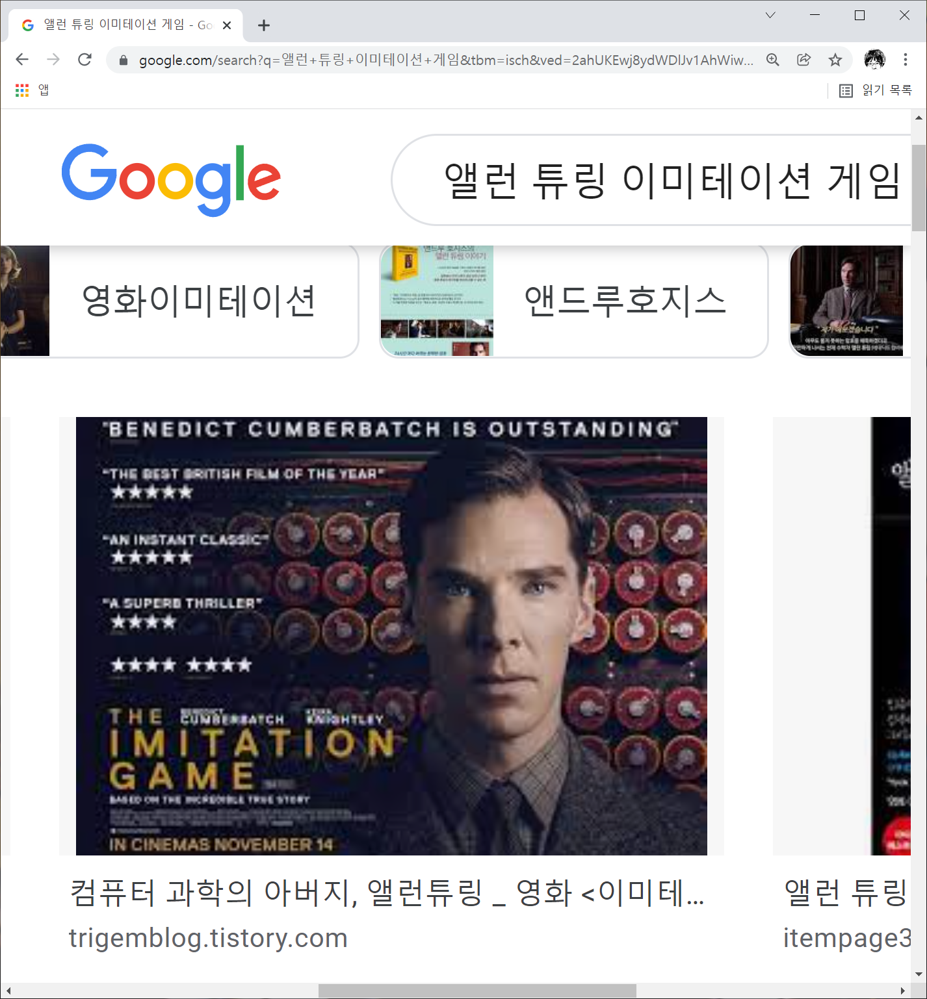 앨런 튜링 이미테이션 게임 - Go
google.com/search?q=앨런+튜링+이미테이션+게임&tbm=isch&ved=2ahUKEwj8ydWDlJv1AhWiw...
앱
읽기 목록
Google
앨런 튜링 이미테이션 게임
영화이미테이션
앤드루 호지스의
앨런 튜링 이야기
앤드루호지스
"BENEDICT CUMBERBATCH IS OUTSTANDING"
"THE BEST BRITISH FILM OF THE YEAR"
★★★★★
"AN INSTANT CLASSIC"
★★★★★
"A SUPERB THRILLER"
★★★★
★★★★ ★★★★
BENEDICT CUMBERBATCH KEIRA KNIGHTLEY
THE IMITATION GAME
BASED ON THE INCREDIBLE TRUE STORY
IN CINEMAS NOVEMBER 14
컴퓨터 과학의 아버지, 앨런튜링 _ 영화 <이미테...
trigemblog.tistory.com
앨런 튜링
itempage3